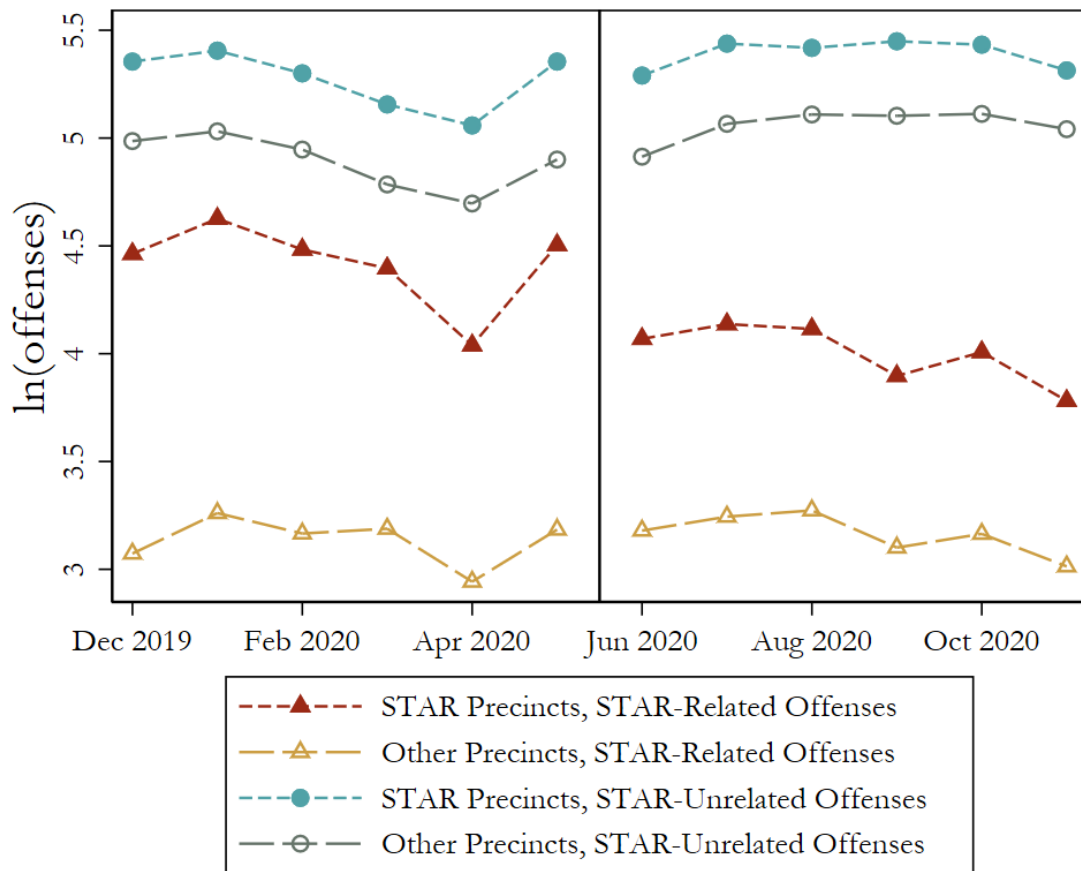 ln(offenses)
5.5
5
4.5
4
3.5
3
Dec 2019 Feb 2020 Apr 2020 Jun 2020 Aug 2020 Oct 2020
STAR Precincts, STAR-Related Offenses
Other Precincts, STAR-Related Offenses
STAR Precincts, STAR-Unrelated Offenses
Other Precincts, STAR-Unrelated Offenses